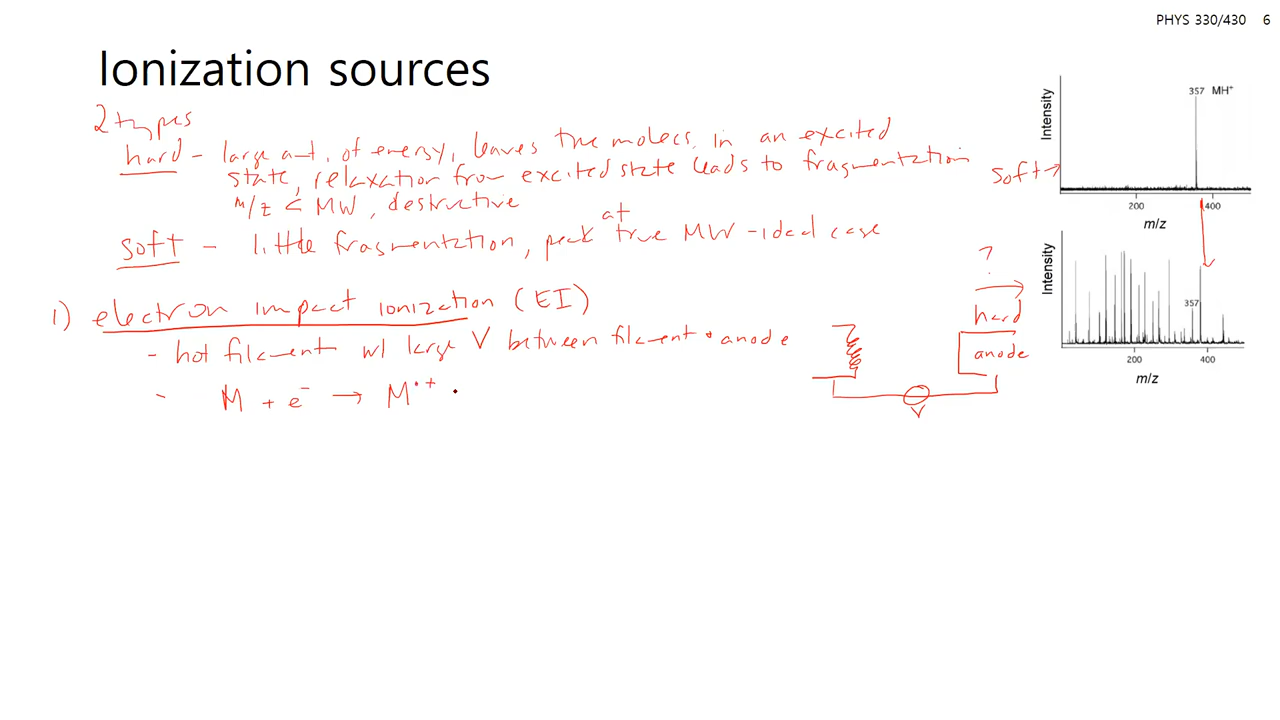 PHYS 330/430 6
Ionization sources
2 types
hard - large amt. of energy, leaves the molecs. in an excited
state, relaxation from excited state leads to fragmentation
m/z < MW, destructive
soft - little fragmentation, peak at true MW - ideal case
1) electron impact ionization (EI)
- hot filament w/ large V between filament + anode
- M + e⁻ → M•+ .
anode
V
Intensity
357 MH+
soft →
200 400
m/z
?
→
hard
Intensity
357
200 400
m/z